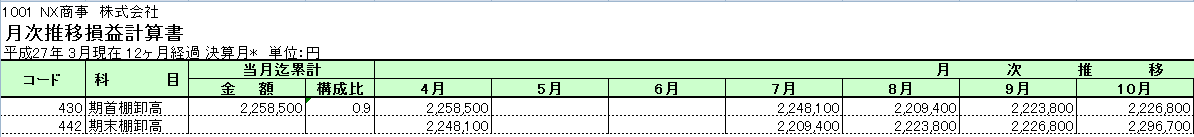 1001 NX商事 株式会社
月次推移損益計算書
平成27年 3月現在 12ヶ月経過 決算月* 単位:円
コード 科 目 当月迄累計 月 次 推 移
金 額 構成比 4月 5月 6月 7月 8月 9月 10月
430 期首棚卸高 2,258,500 0.9 2,258,500 2,248,100 2,209,400 2,223,800 2,226,800
442 期末棚卸高 2,248,100 2,209,400 2,223,800 2,226,800 2,296,700